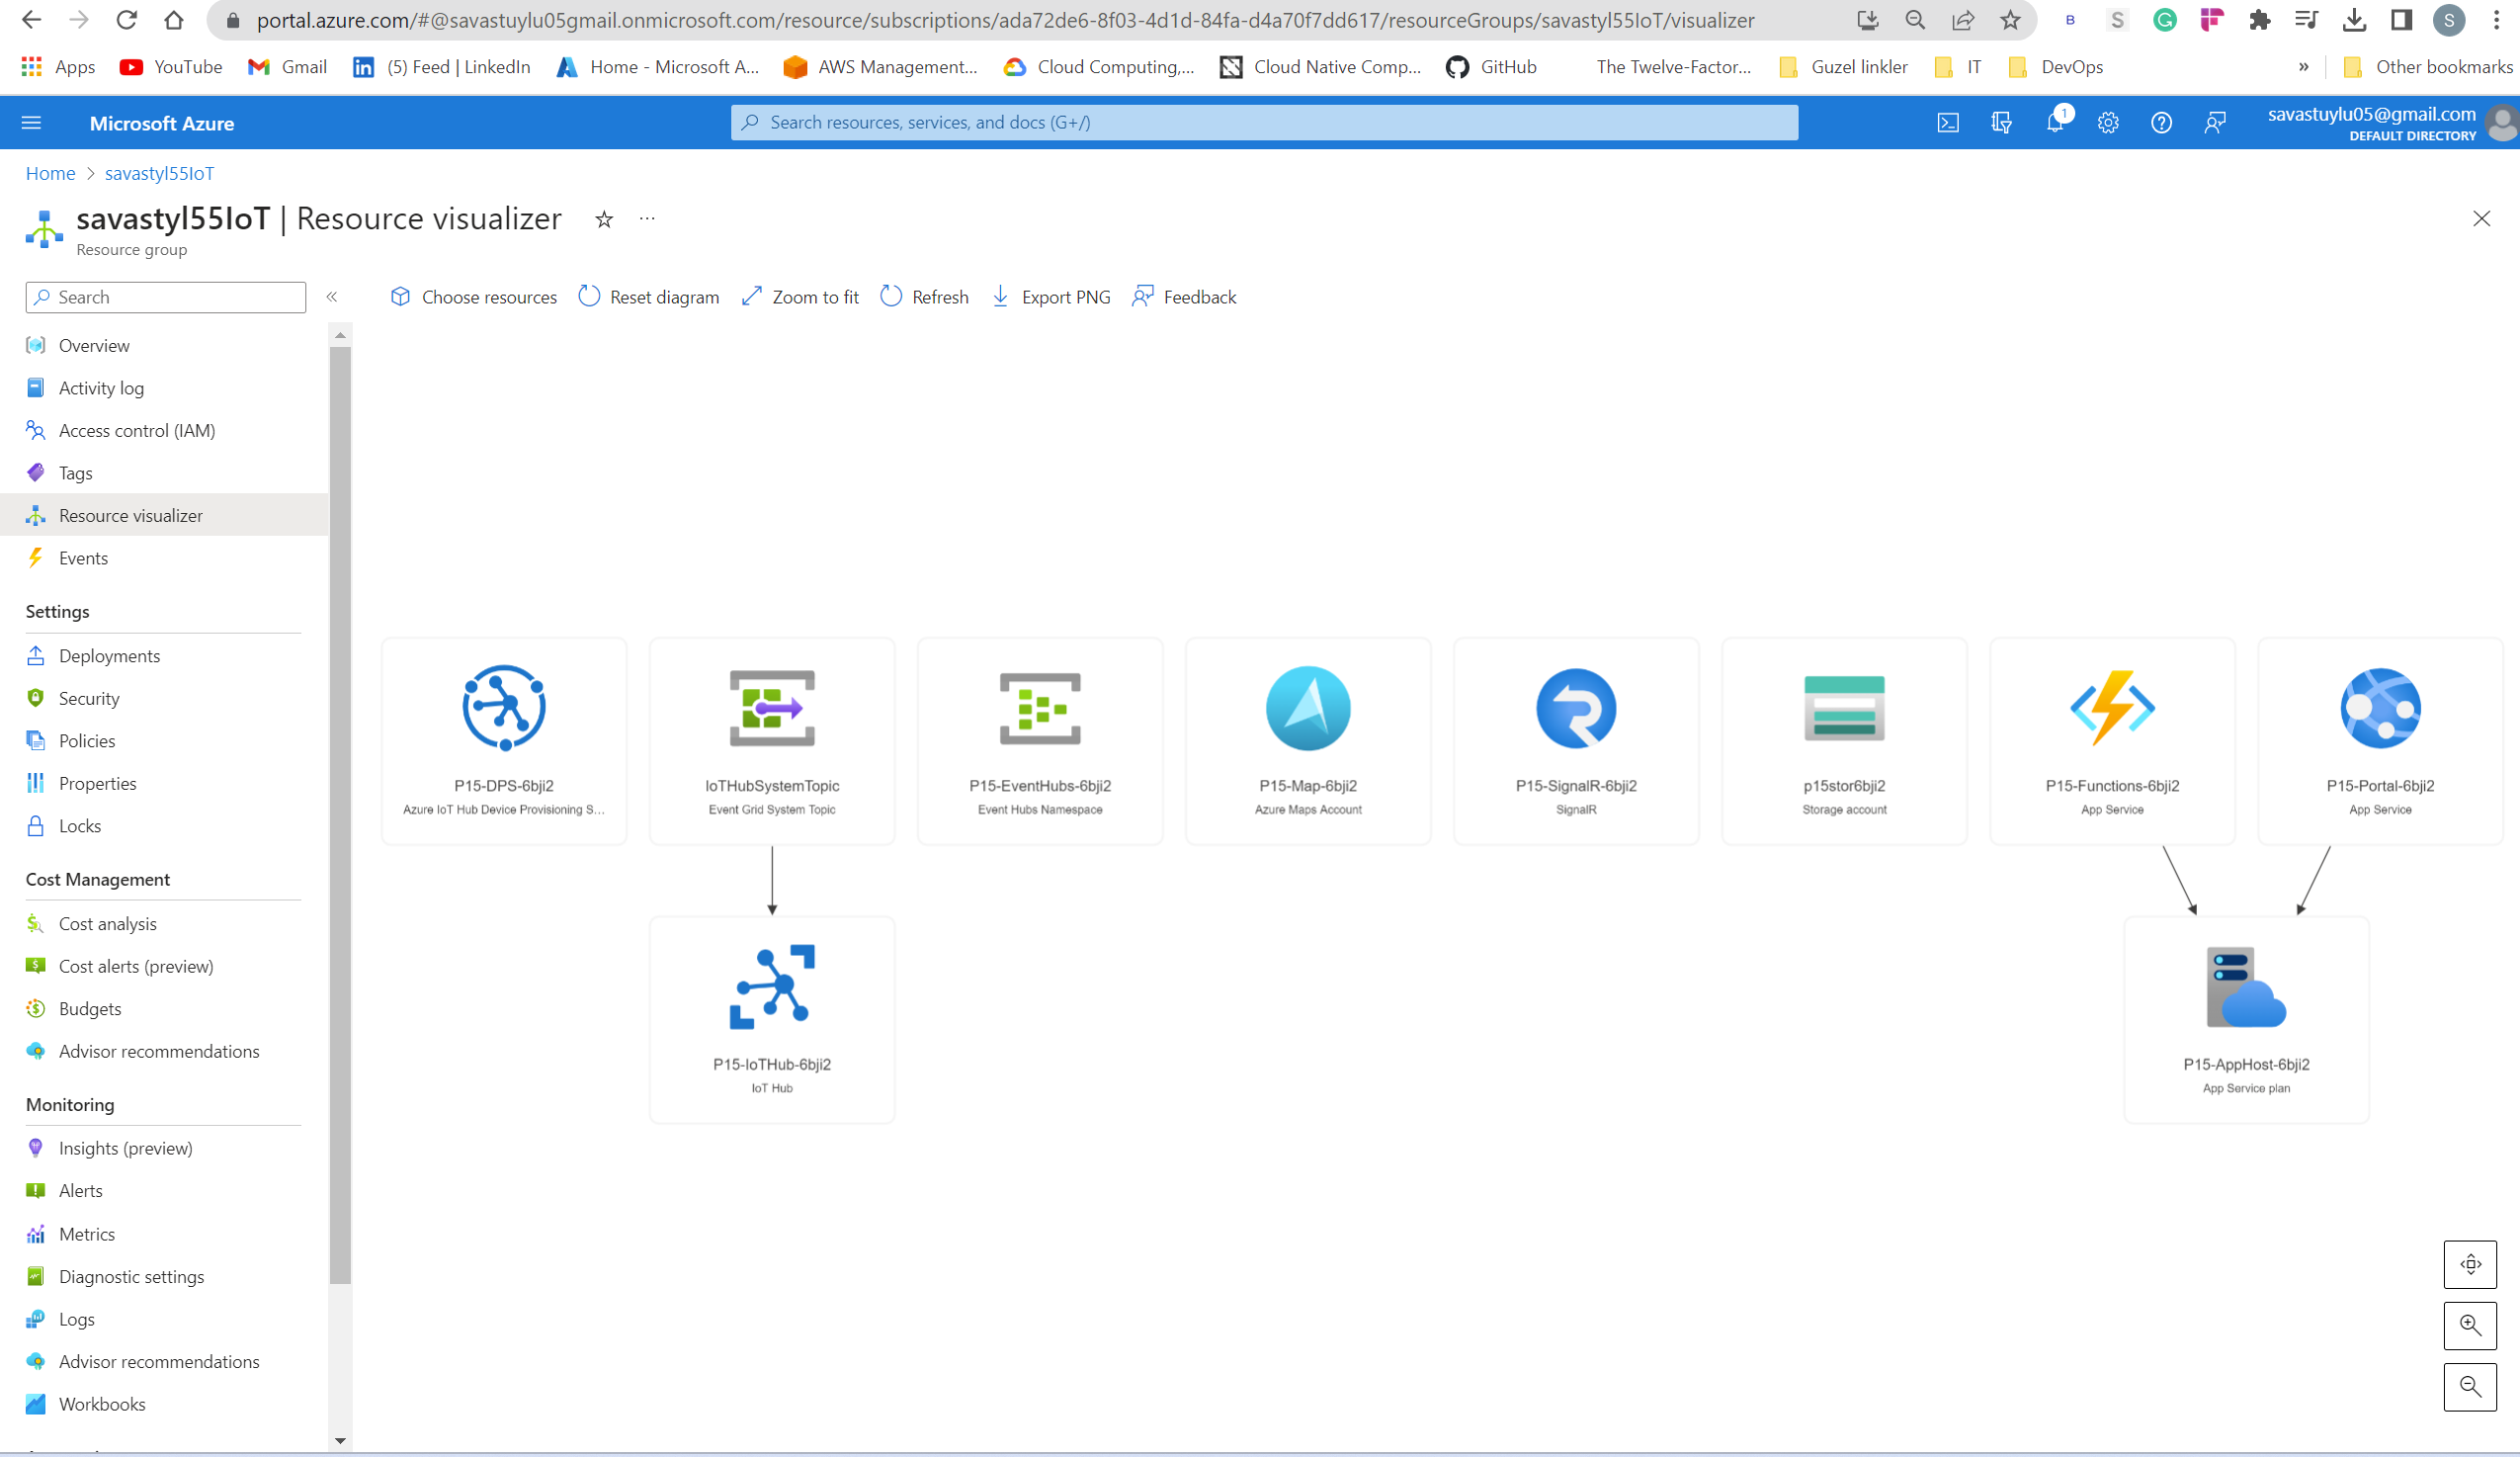 portal.azure.com/#@savastuylu05gmail.onmicrosoft.com/resource/subscriptions/ada72de6-8f03-4d1d-84fa-d4a70f7dd617/resourceGroups/savastyl55IoT/visualizer
B S G S
Apps YouTube Gmail (5) Feed | LinkedIn Home - Microsoft A... AWS Management... Cloud Computing,... Cloud Native Comp... GitHub The Twelve-Factor... Guzel linkler IT DevOps » Other bookmarks
Microsoft Azure
Search resources, services, and docs (G+/)
1
savastuylu05@gmail.com
DEFAULT DIRECTORY
Home > savastyl55IoT
savastyl55IoT | Resource visualizer
Resource group
Search
Choose resources Reset diagram Zoom to fit Refresh Export PNG Feedback
Overview
Activity log
Access control (IAM)
Tags
Resource visualizer
Events
Settings
Deployments
Security
Policies
Properties
Locks
Cost Management
Cost analysis
Cost alerts (preview)
Budgets
Advisor recommendations
Monitoring
Insights (preview)
Alerts
Metrics
Diagnostic settings
Logs
Advisor recommendations
Workbooks
P15-DPS-6bji2
Azure IoT Hub Device Provisioning S...
IoTHubSystemTopic
Event Grid System Topic
P15-EventHubs-6bji2
Event Hubs Namespace
P15-Map-6bji2
Azure Maps Account
P15-SignalR-6bji2
SignalR
p15stor6bji2
Storage account
P15-Functions-6bji2
App Service
P15-Portal-6bji2
App Service
P15-IoTHub-6bji2
IoT Hub
P15-AppHost-6bji2
App Service plan